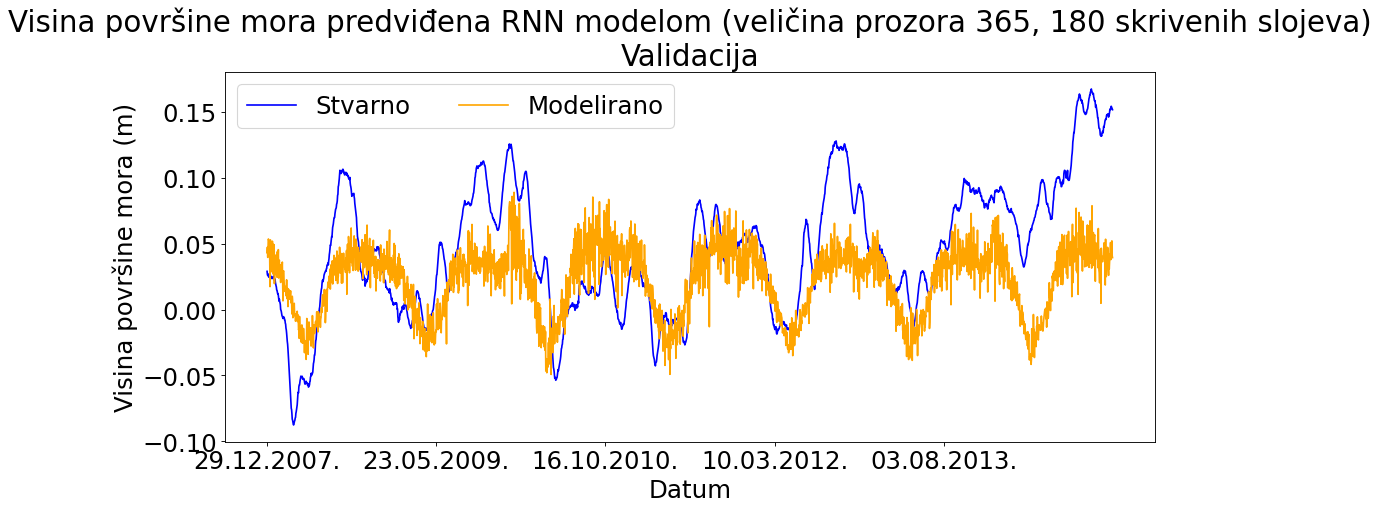 Visina površine mora predviđena RNN modelom (veličina prozora 365, 180 skrivenih slojeva)
Validacija
Stvarno
Modelirano
Visina površine mora (m)
0.15
0.10
0.05
0.00
−0.05
−0.10
29.12.2007.
23.05.2009.
16.10.2010.
10.03.2012.
03.08.2013.
Datum